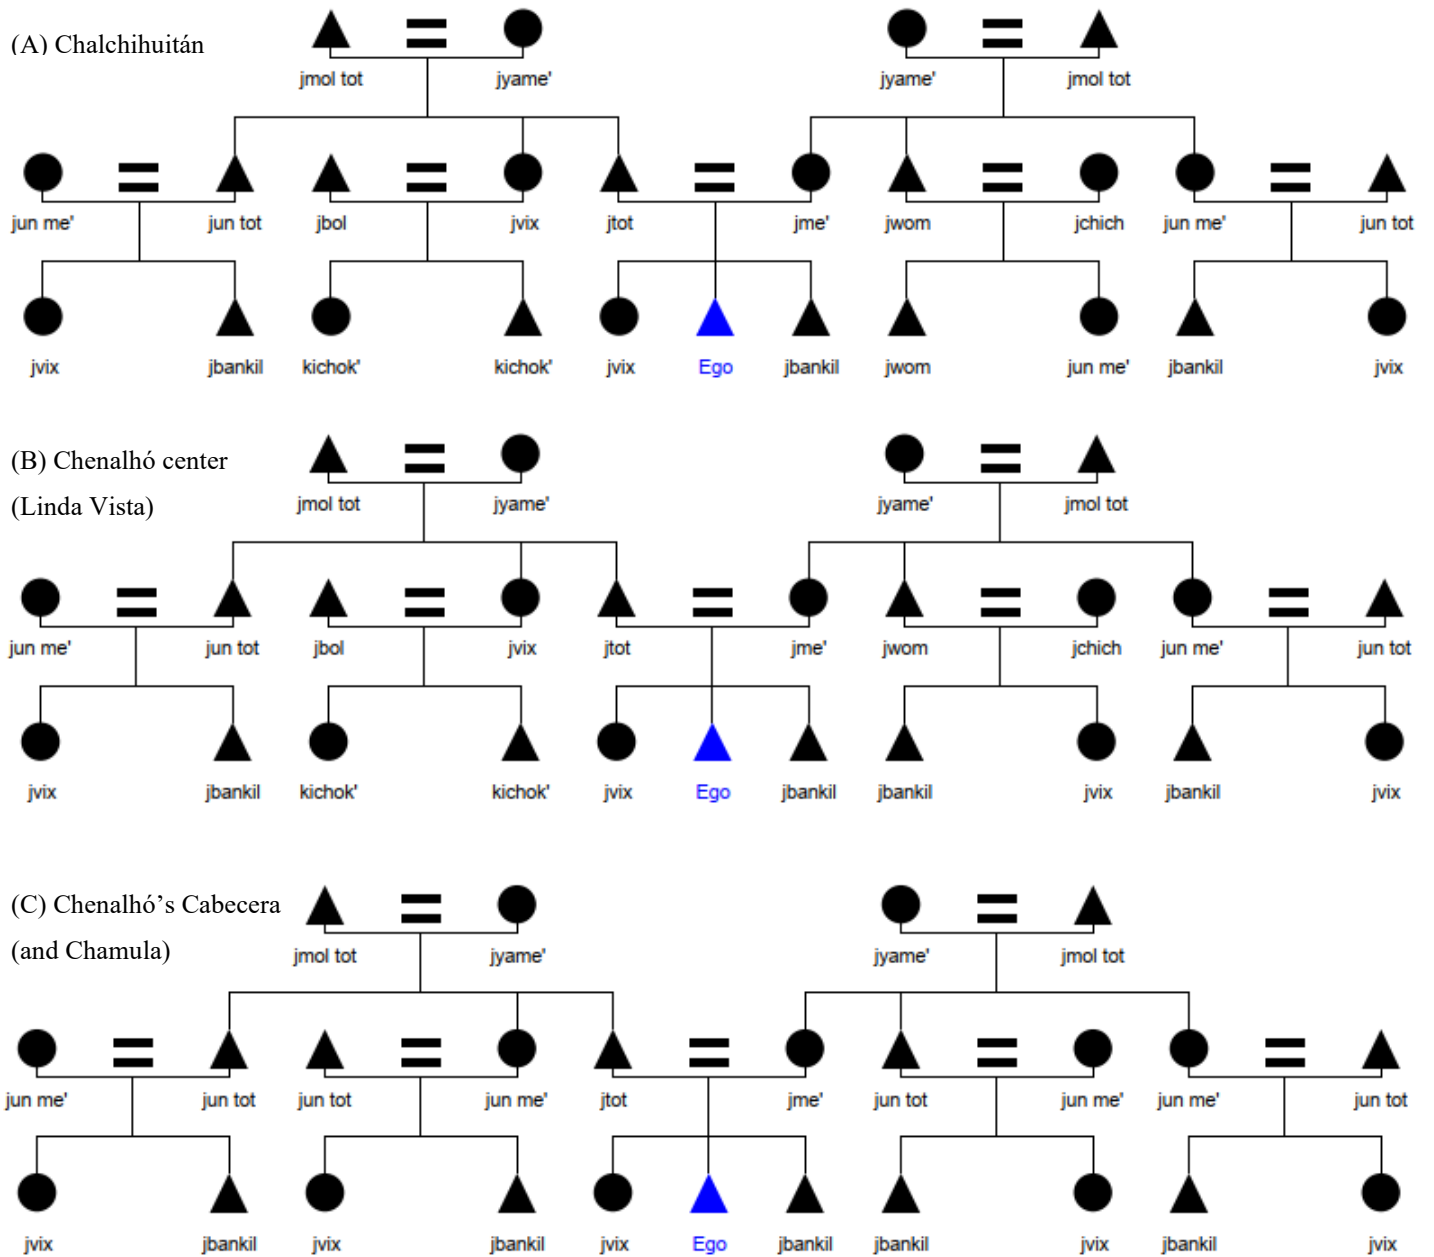 (A) Chalchihuitán
jmol tot jyame' jyame' jmol tot
jun me' jun tot jbol jvix jtot jme' jwom jchich jun me' jun tot
jvix jbankil kichok' kichok' jvix Ego jbankil jwom jun me' jbankil jvix
(B) Chenalhó center
(Linda Vista)
jmol tot jyame' jyame' jmol tot
jun me' jun tot jbol jvix jtot jme' jwom jchich jun me' jun tot
jvix jbankil kichok' kichok' jvix Ego jbankil jbankil jvix jbankil jvix
(C) Chenalhó’s Cabecera
(and Chamula)
jmol tot jyame' jyame' jmol tot
jun me' jun tot jun tot jun me' jtot jme' jun tot jun me' jun me' jun tot
jvix jbankil jvix jbankil jvix Ego jbankil jbankil jvix jbankil jvix